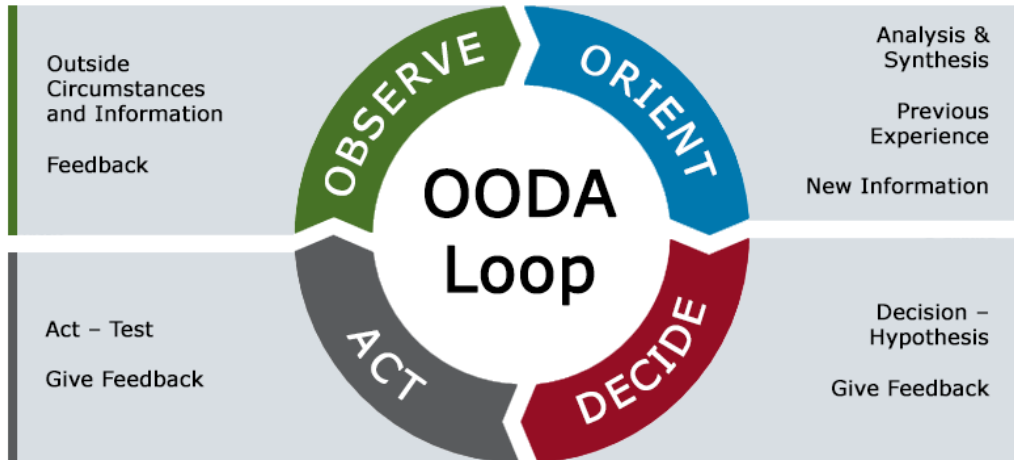 Outside
Circumstances
and Information
Feedback
OBSERVE
ORIENT
Analysis &
Synthesis
Previous
Experience
New Information
OODA
Loop
Act – Test
Give Feedback
ACT
DECIDE
Decision –
Hypothesis
Give Feedback